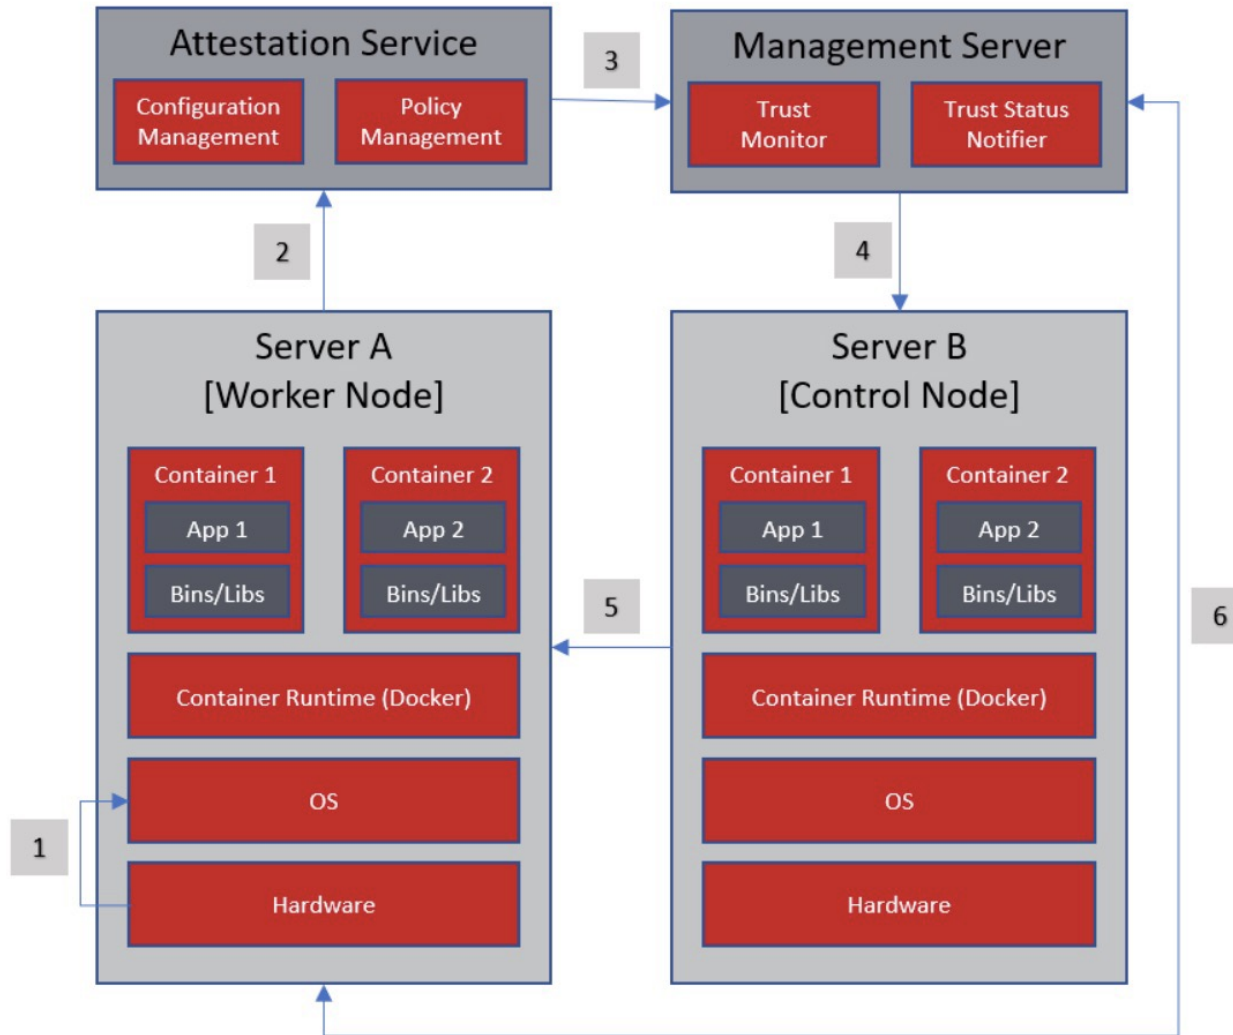 Attestation Service
Configuration
Management
Policy
Management
3
Management Server
Trust
Monitor
Trust Status
Notifier
2
4
Server A
[Worker Node]
Container 1
App 1
Bins/Libs
Container 2
App 2
Bins/Libs
Container Runtime (Docker)
OS
Hardware
1
5
Server B
[Control Node]
Container 1
App 1
Bins/Libs
Container 2
App 2
Bins/Libs
Container Runtime (Docker)
OS
Hardware
6